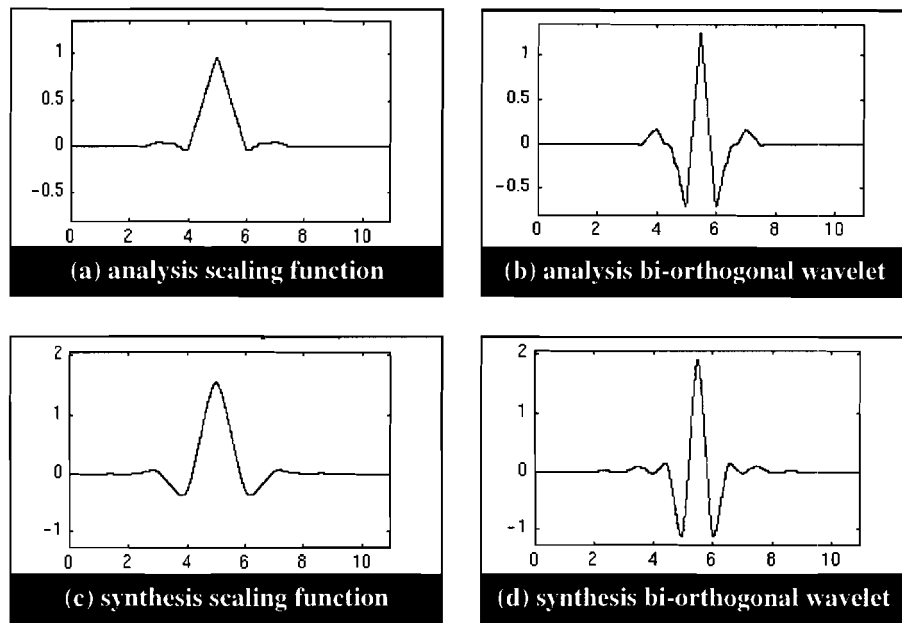 1
0.5
0
-0.5
0 2 4 6 8 10
(a) analysis scaling function
1
0.5
0
-0.5
0 2 4 6 8 10
(b) analysis bi-orthogonal wavelet
2
1
0
-1
0 2 4 6 8 10
(c) synthesis scaling function
2
1
0
-1
0 2 4 6 8 10
(d) synthesis bi-orthogonal wavelet